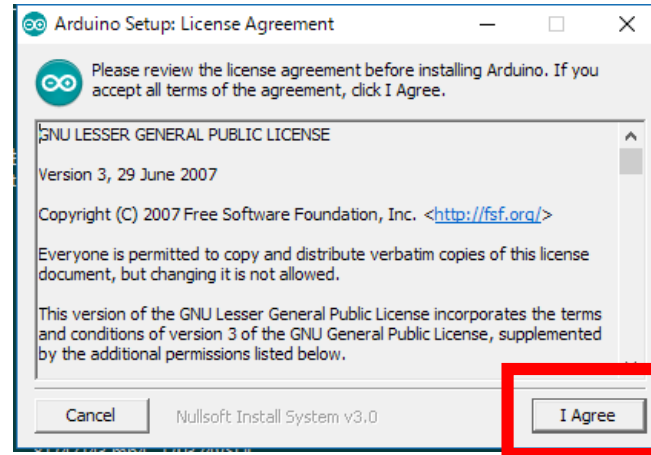 Arduino Setup: License Agreement
Please review the license agreement before installing Arduino. If you
accept all terms of the agreement, click I Agree.
GNU LESSER GENERAL PUBLIC LICENSE
Version 3, 29 June 2007
Copyright (C) 2007 Free Software Foundation, Inc. <http://fsf.org/>
Everyone is permitted to copy and distribute verbatim copies of this license
document, but changing it is not allowed.
This version of the GNU Lesser General Public License incorporates the terms
and conditions of version 3 of the GNU General Public License, supplemented
by the additional permissions listed below.
Cancel
Nullsoft Install System v3.0
I Agree